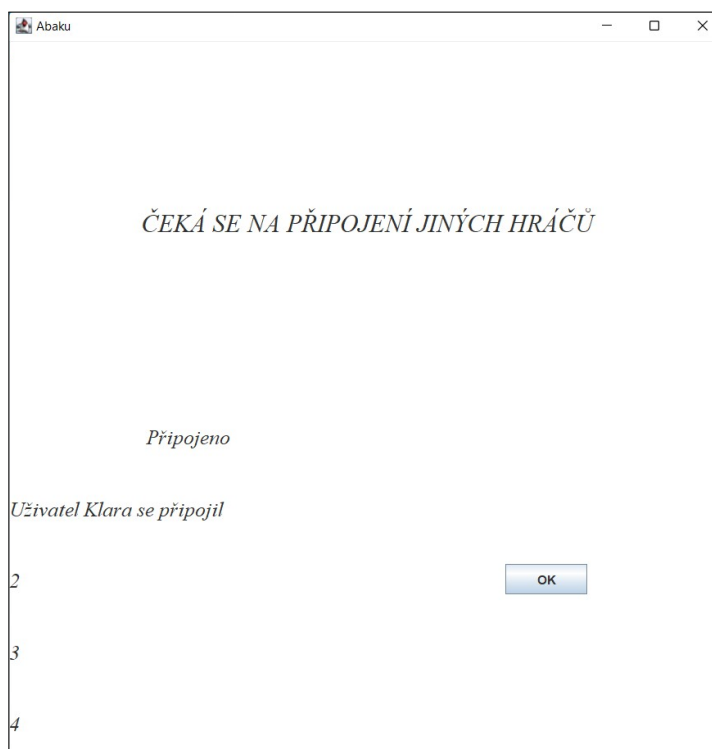 Abaku
ČEKÁ SE NA PŘIPOJENÍ JINÝCH HRÁČŮ
Připojeno
Uživatel Klara se připojil
2
OK
3
4